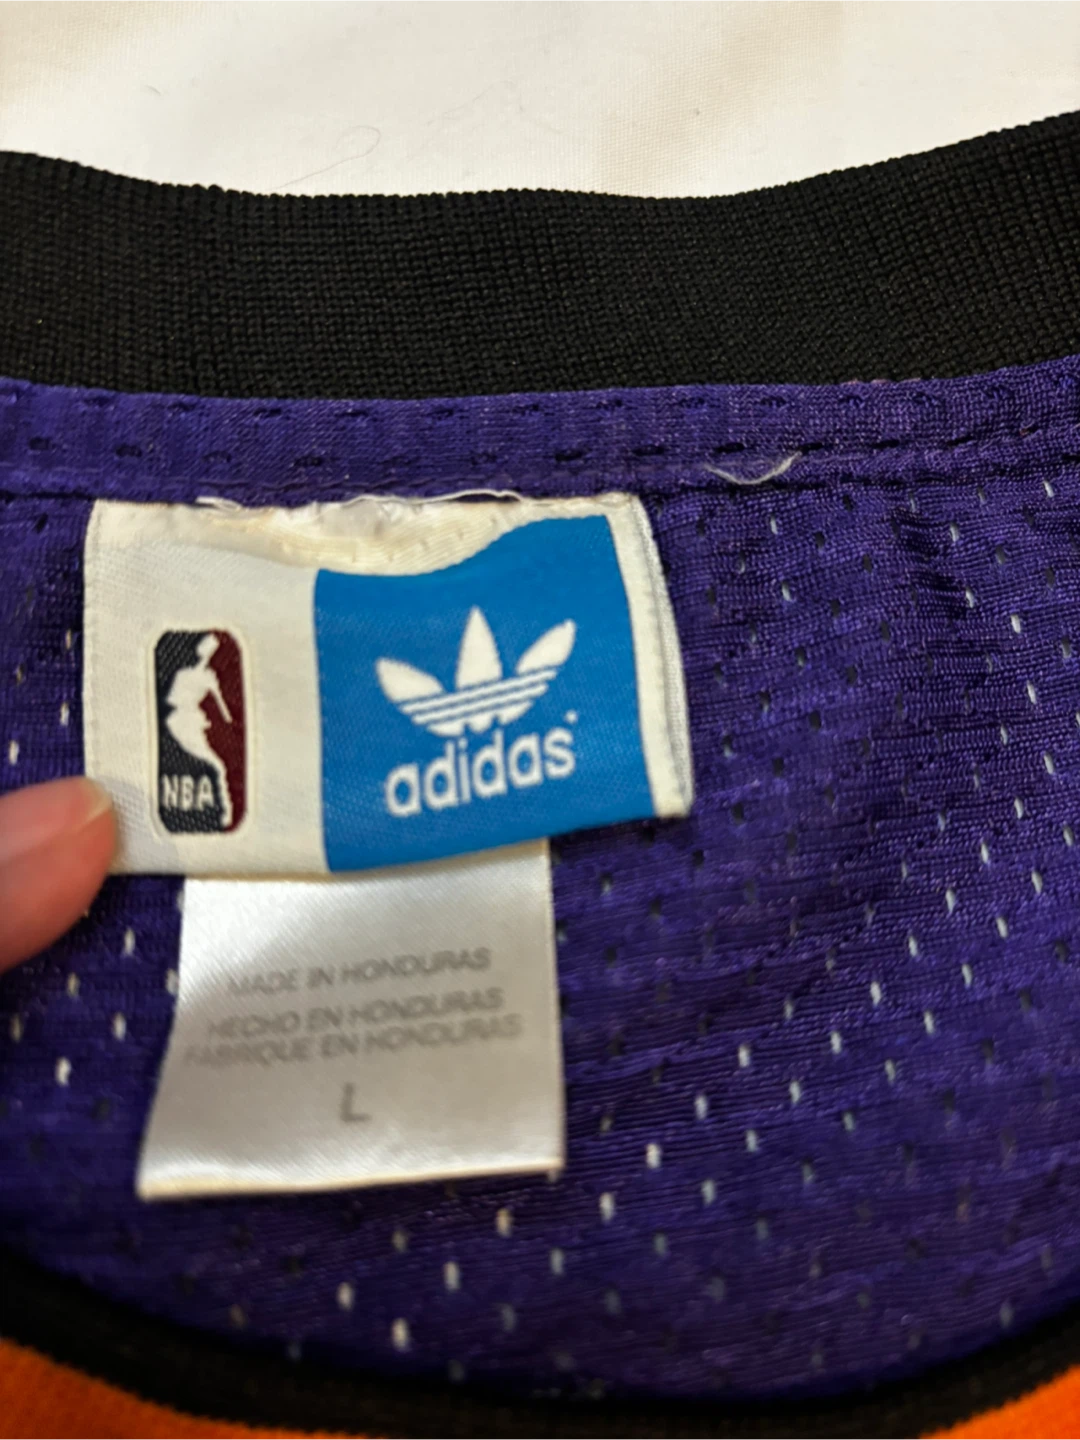 NBA
adidas
MADE IN HONDURAS
HECHO EN HONDURAS
FABRIQUE EN HONDURAS
L